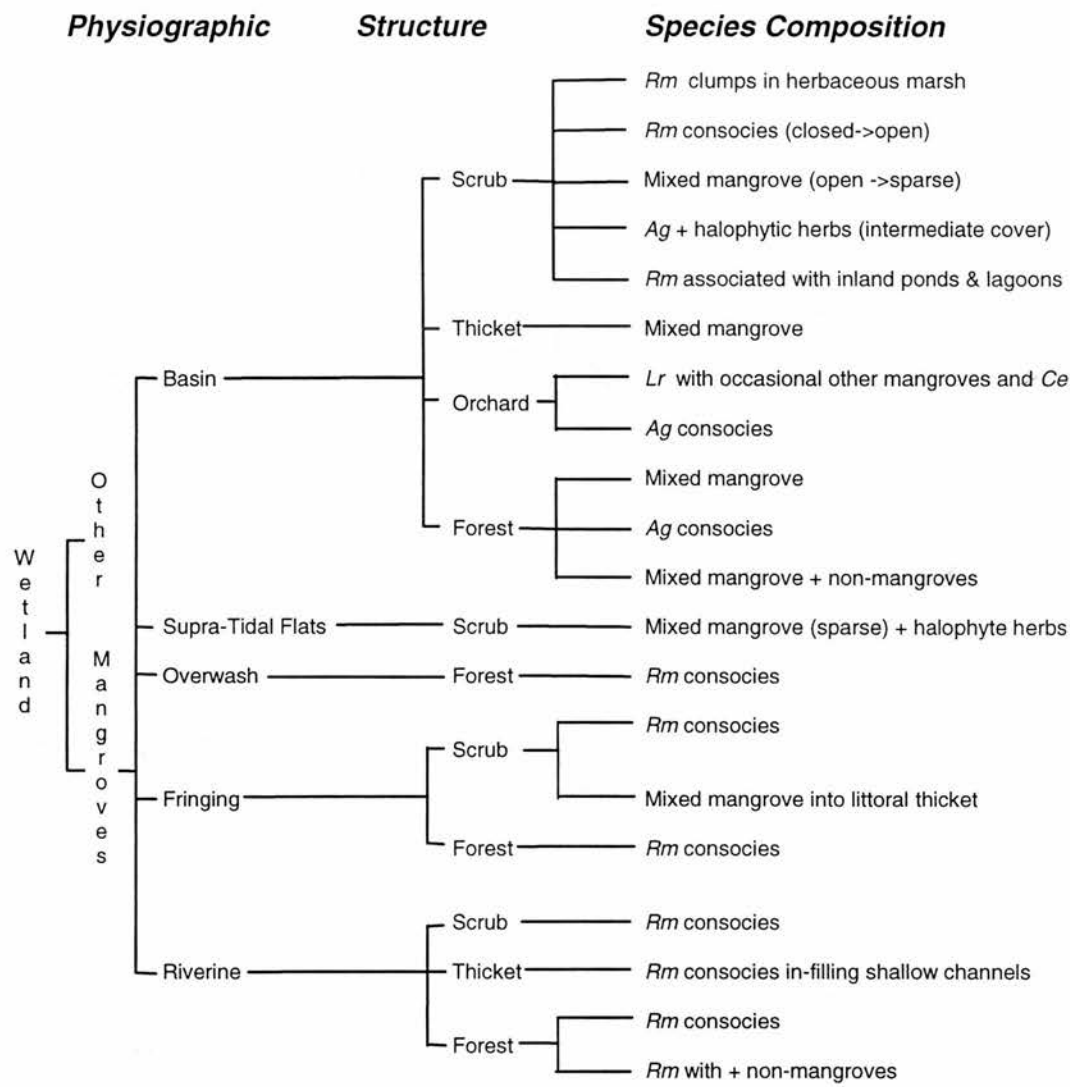 Physiographic Structure Species Composition
Rm clumps in herbaceous marsh
Rm consocies (closed->open)
Scrub Mixed mangrove (open ->sparse)
Ag + halophytic herbs (intermediate cover)
Rm associated with inland ponds & lagoons
Thicket Mixed mangrove
Basin
Lr with occasional other mangroves and Ce
Orchard
Ag consocies
Mixed mangrove
Forest Ag consocies
Mixed mangrove + non-mangroves
Wetland
Other
Mangroves
Supra-Tidal Flats Scrub Mixed mangrove (sparse) + halophyte herbs
Overwash Forest Rm consocies
Rm consocies
Scrub
Fringing Mixed mangrove into littoral thicket
Forest Rm consocies
Scrub Rm consocies
Riverine Thicket Rm consocies in-filling shallow channels
Rm consocies
Forest
Rm with + non-mangroves